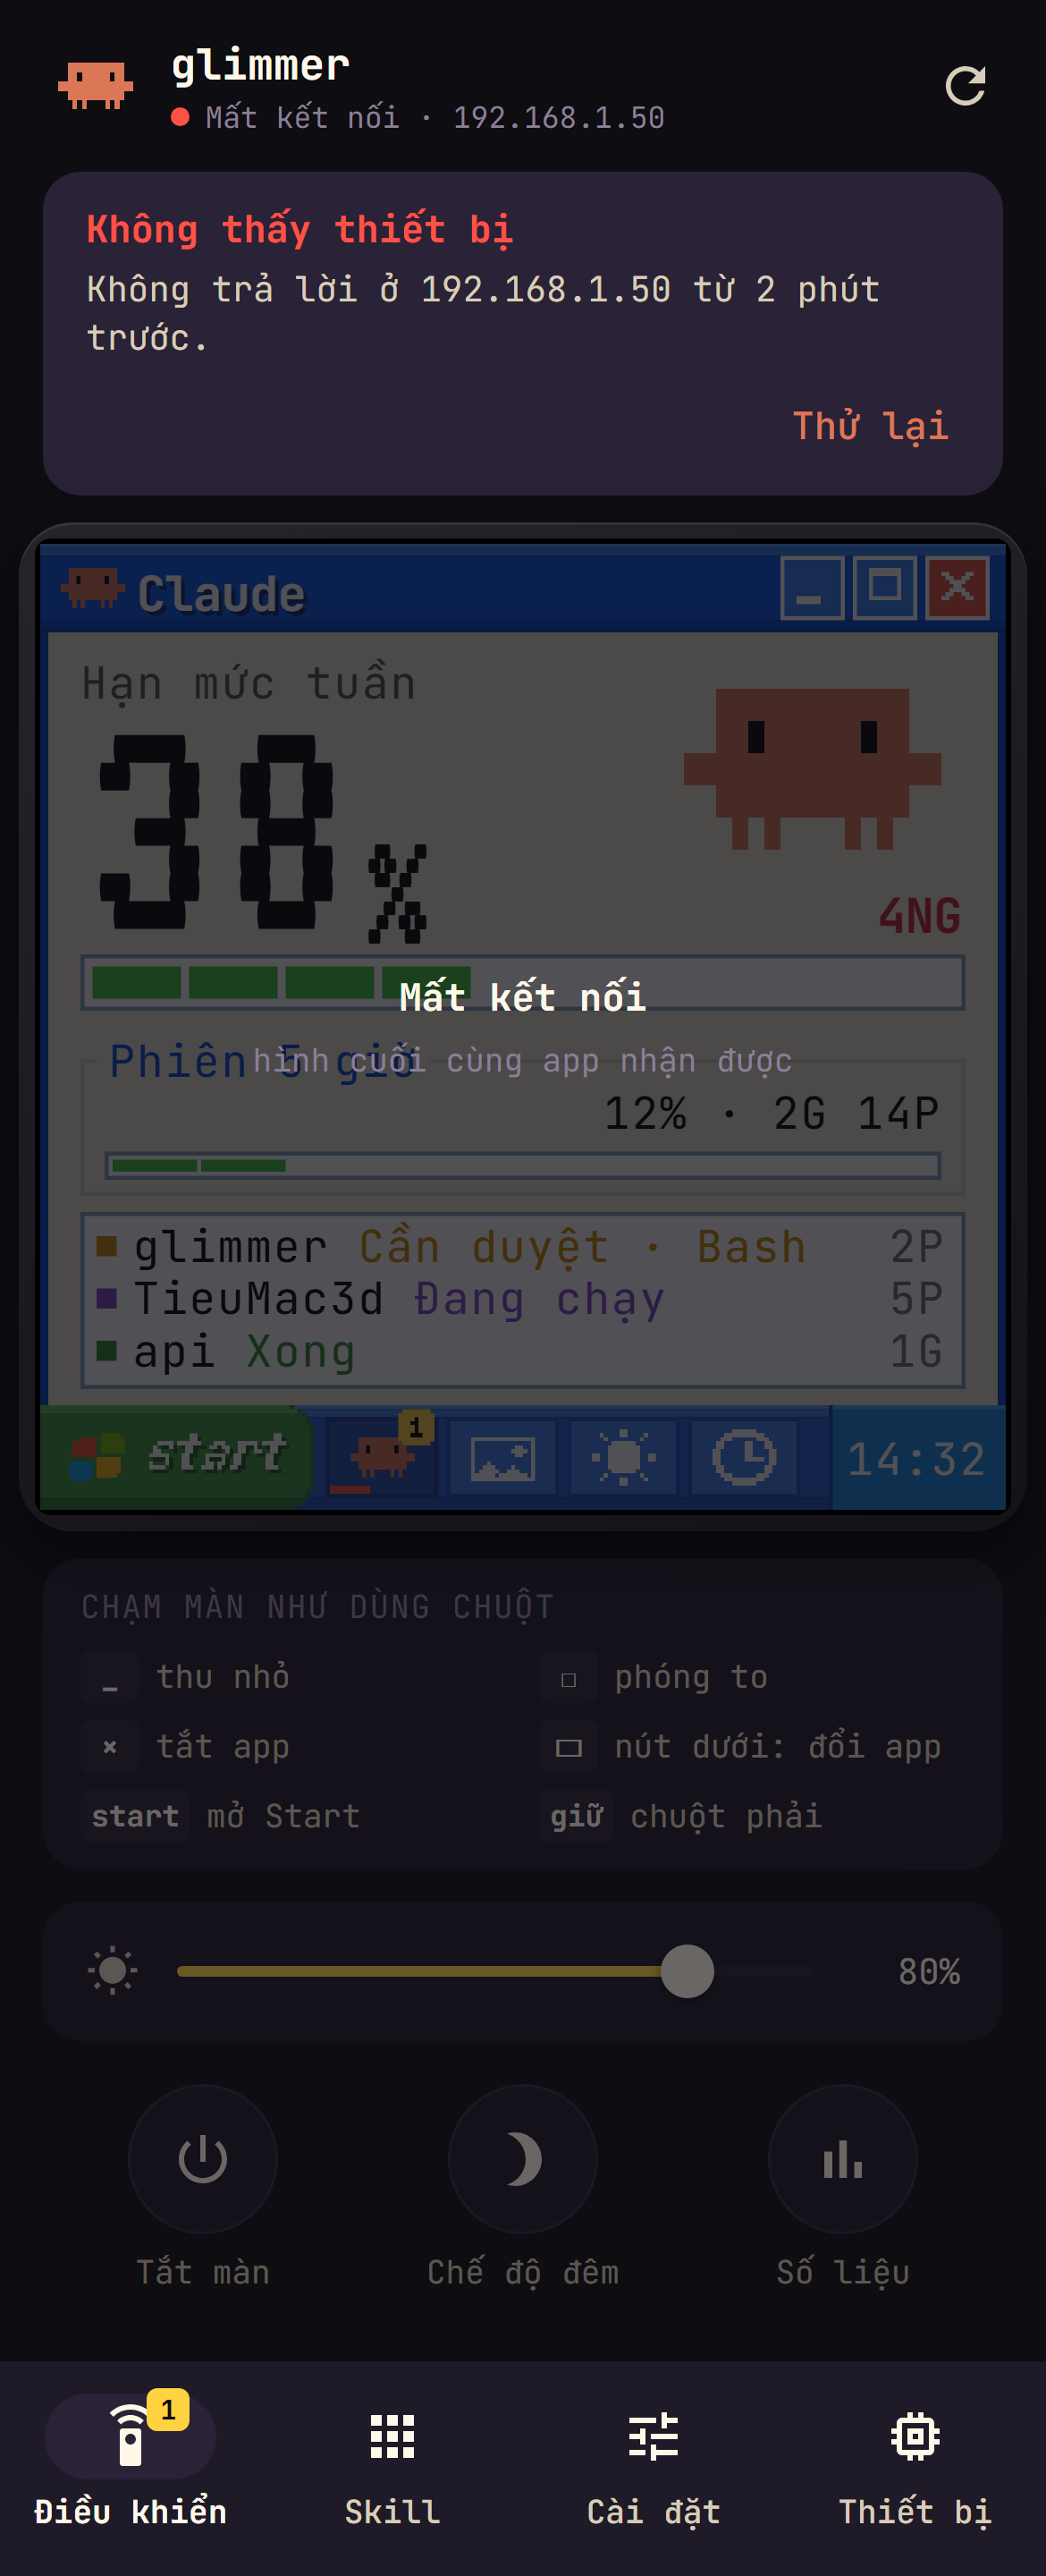 glimmer
Mất kết nối · 192.168.1.50
Không thấy thiết bị
Không trả lời ở 192.168.1.50 từ 2 phút
trước.
Thử lại
Claude
Hạn mức tuần
38%
4NG
Mất kết nối
Phiên 5 giờ
hình cuối cùng app nhận được
12% · 2G 14P
glimmer Cần duyệt · Bash 2P
TieuMac3d Đang chạy 5P
api Xong 1G
start 1 14:32
CHẠM MÀN NHƯ DÙNG CHUỘT
_ thu nhỏ □ phóng to
× tắt app ▭ nút dưới: đổi app
start mở Start giữ chuột phải
80%
Tắt màn Chế độ đêm Số liệu
1
Điều khiển Skill Cài đặt Thiết bị